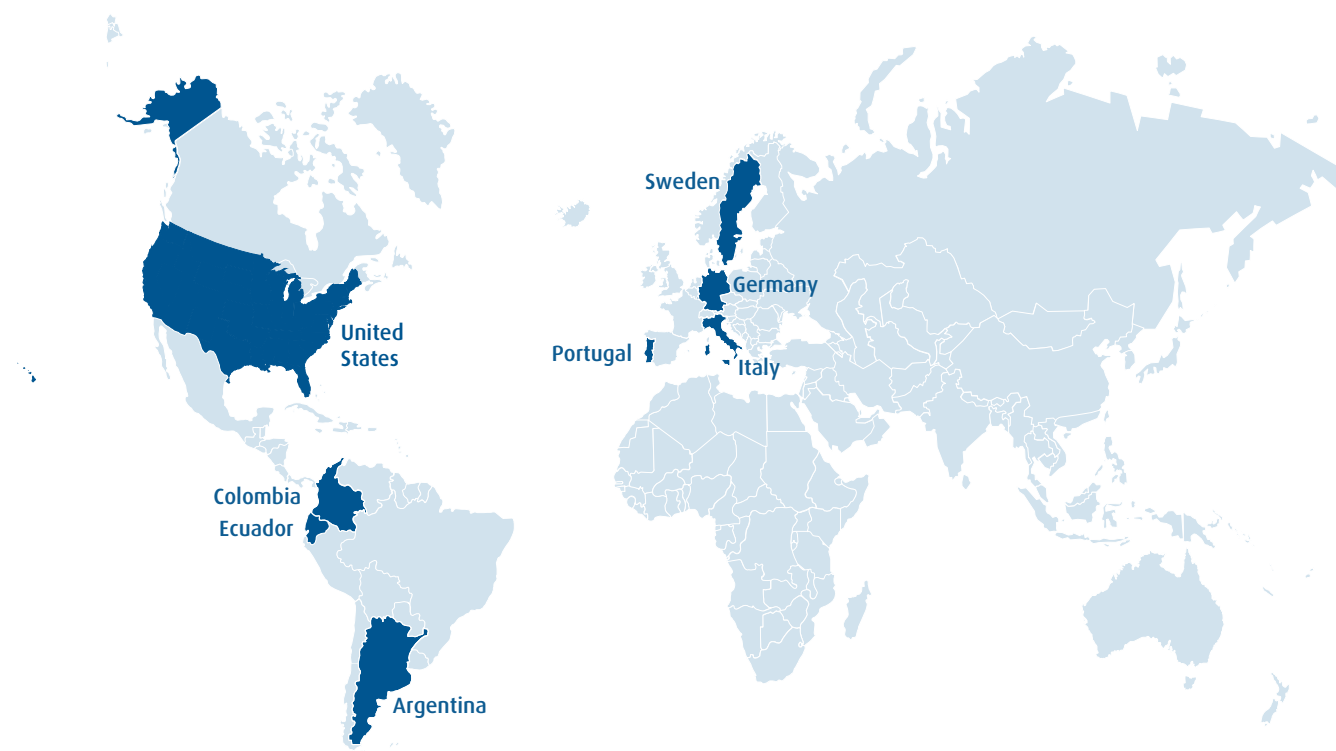 Sweden
Germany
United
States
Portugal
Italy
Colombia
Ecuador
Argentina